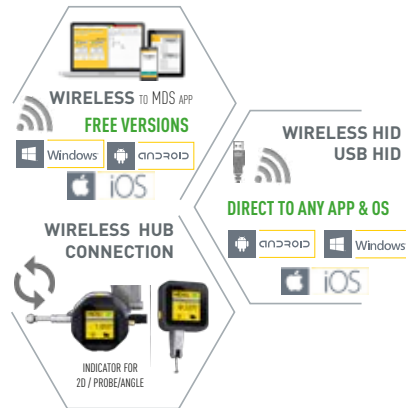 WIRELESS TO MDS APP
FREE VERSIONS
Windows
android
iOS
WIRELESS HID
USB HID
DIRECT TO ANY APP & OS
android
Windows
iOS
WIRELESS HUB
CONNECTION
INDICATOR FOR
2D / PROBE/ANGLE